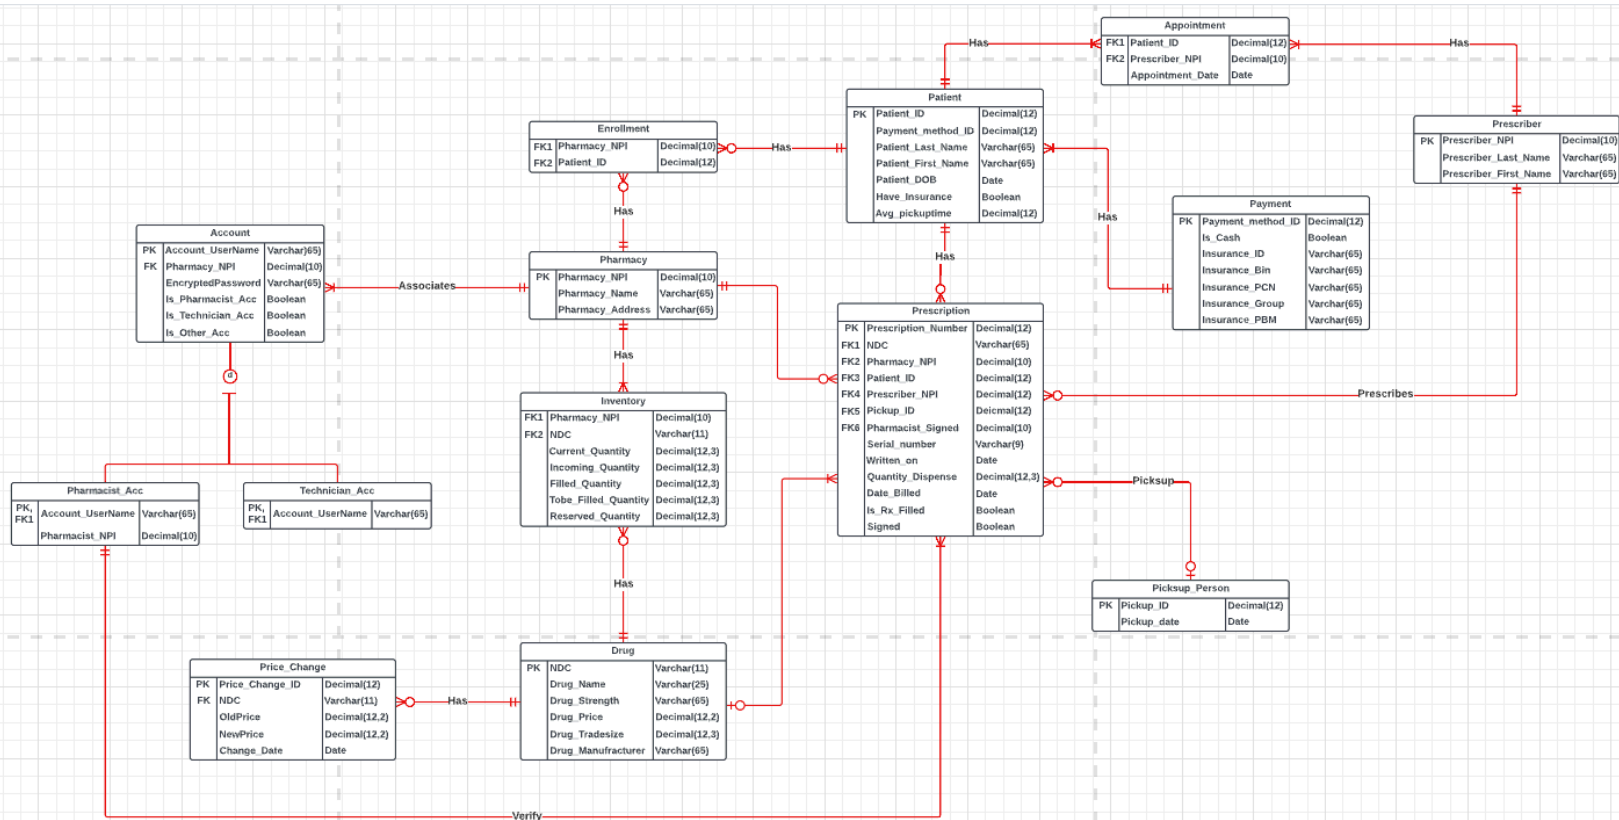 Appointment
FK1 Patient_ID Decimal(12)
FK2 Prescriber_NPI Decimal(10)
Appointment_Date Date
Has
Has
Patient
PK Patient_ID Decimal(12)
Payment_method_ID Decimal(12)
Patient_Last_Name Varchar(65)
Patient_First_Name Varchar(65)
Patient_DOB Date
Have_Insurance Boolean
Avg_pickuptime Decimal(12)
Prescriber
PK Prescriber_NPI Decimal(10)
Prescriber_Last_Name Varchar(65)
Prescriber_First_Name Varchar(65)
Enrollment
FK1 Pharmacy_NPI Decimal(10)
FK2 Patient_ID Decimal(12)
Has
Has
Has
Has
Payment
PK Payment_method_ID Decimal(12)
Is_Cash Boolean
Insurance_ID Varchar(65)
Insurance_Bin Varchar(65)
Insurance_PCN Varchar(65)
Insurance_Group Varchar(65)
Insurance_PBM Varchar(65)
Account
PK Account_UserName Varchar)65)
FK Pharmacy_NPI Decimal(10)
EncryptedPassword Varchar(65)
Is_Pharmacist_Acc Boolean
Is_Technician_Acc Boolean
Is_Other_Acc Boolean
Associates
Pharmacy
PK Pharmacy_NPI Decimal(10)
Pharmacy_Name Varchar(65)
Pharmacy_Address Varchar(65)
Has
Prescription
PK Prescription_Number Decimal(12)
FK1 NDC Varchar(65)
FK2 Pharmacy_NPI Decimal(10)
FK3 Patient_ID Decimal(12)
FK4 Prescriber_NPI Decimal(12)
FK5 Pickup_ID Decimal(12)
FK6 Pharmacist_Signed Decimal(10)
Serial_number Varchar(9)
Written_on Date
Quantity_Dispense Decimal(12,3)
Date_Billed Date
Is_Rx_Filled Boolean
Signed Boolean
Prescribes
d
Inventory
FK1 Pharmacy_NPI Decimal(10)
FK2 NDC Varchar(11)
Current_Quantity Decimal(12,3)
Incoming_Quantity Decimal(12,3)
Filled_Quantity Decimal(12,3)
Tobe_Filled_Quantity Decimal(12,3)
Reserved_Quantity Decimal(12,3)
Pharmacist_Acc
PK, FK1 Account_UserName Varchar(65)
Pharmacist_NPI Decimal(10)
Technician_Acc
PK, FK1 Account_UserName Varchar(65)
Picksup
Has
Picksup_Person
PK Pickup_ID Decimal(12)
Pickup_date Date
Drug
PK NDC Varchar(11)
Drug_Name Varchar(25)
Drug_Strength Varchar(65)
Drug_Price Decimal(12,2)
Drug_Tradesize Decimal(12,3)
Drug_Manufracturer Varchar(65)
Price_Change
PK Price_Change_ID Decimal(12)
FK NDC Varchar(11)
OldPrice Decimal(12,2)
NewPrice Decimal(12,2)
Change_Date Date
Has
Verify